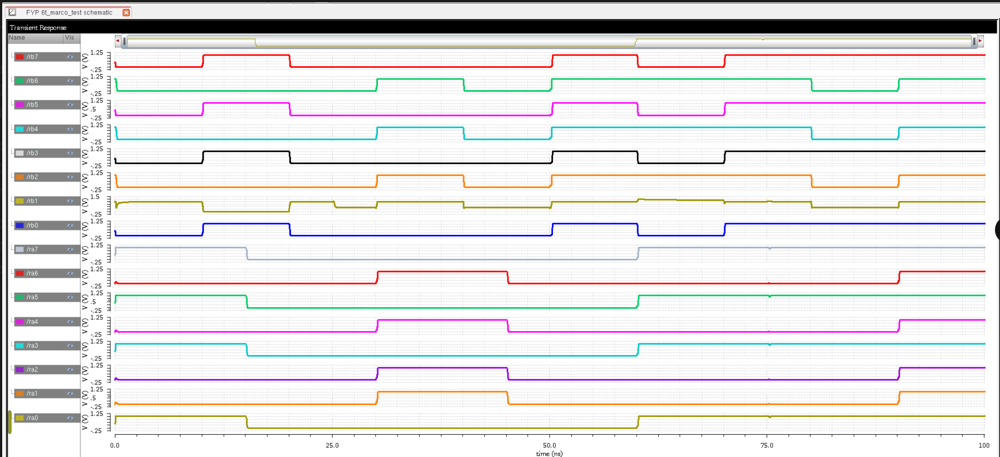 FYP 6t_marco_test schematic
Transient Response
Name Vis
/rb7 V (V) 1.25 -.25
/rb6 V (V) 1.25 -.25
/rb5 V (V) 1.25 .5 -.25
/rb4 V (V) 1.25 -.25
/rb3 V (V) 1.25 -.25
/rb2 V (V) 1.25 -.25
/rb1 V (V) 1.5 -.25
/rb0 V (V) 1.25 -.25
/ra7 V (V) 1.25 -.25
/ra6 V (V) 1.25 -.25
/ra5 V (V) 1.25 .5 -.25
/ra4 V (V) 1.25 -.25
/ra3 V (V) 1.25 -.25
/ra2 V (V) 1.25 -.25
/ra1 V (V) 1.25 .5 -.25
/ra0 V (V) 1.25 -.25
0.0 25.0 50.0 75.0 100
time (ns)